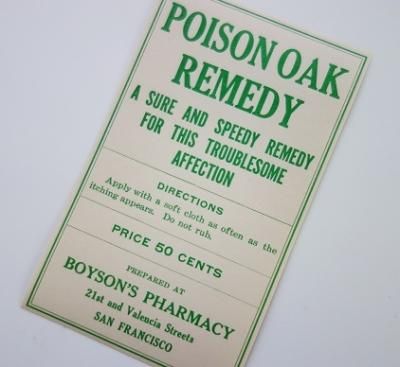 POISON OAK
REMEDY
A SURE AND SPEEDY REMEDY
FOR THIS TROUBLESOME
AFFECTION
DIRECTIONS
Apply with a soft cloth as often as the
itching appears. Do not rub.
PRICE 50 CENTS
PREPARED AT
BOYSON'S PHARMACY
21st and Valencia Streets
SAN FRANCISCO